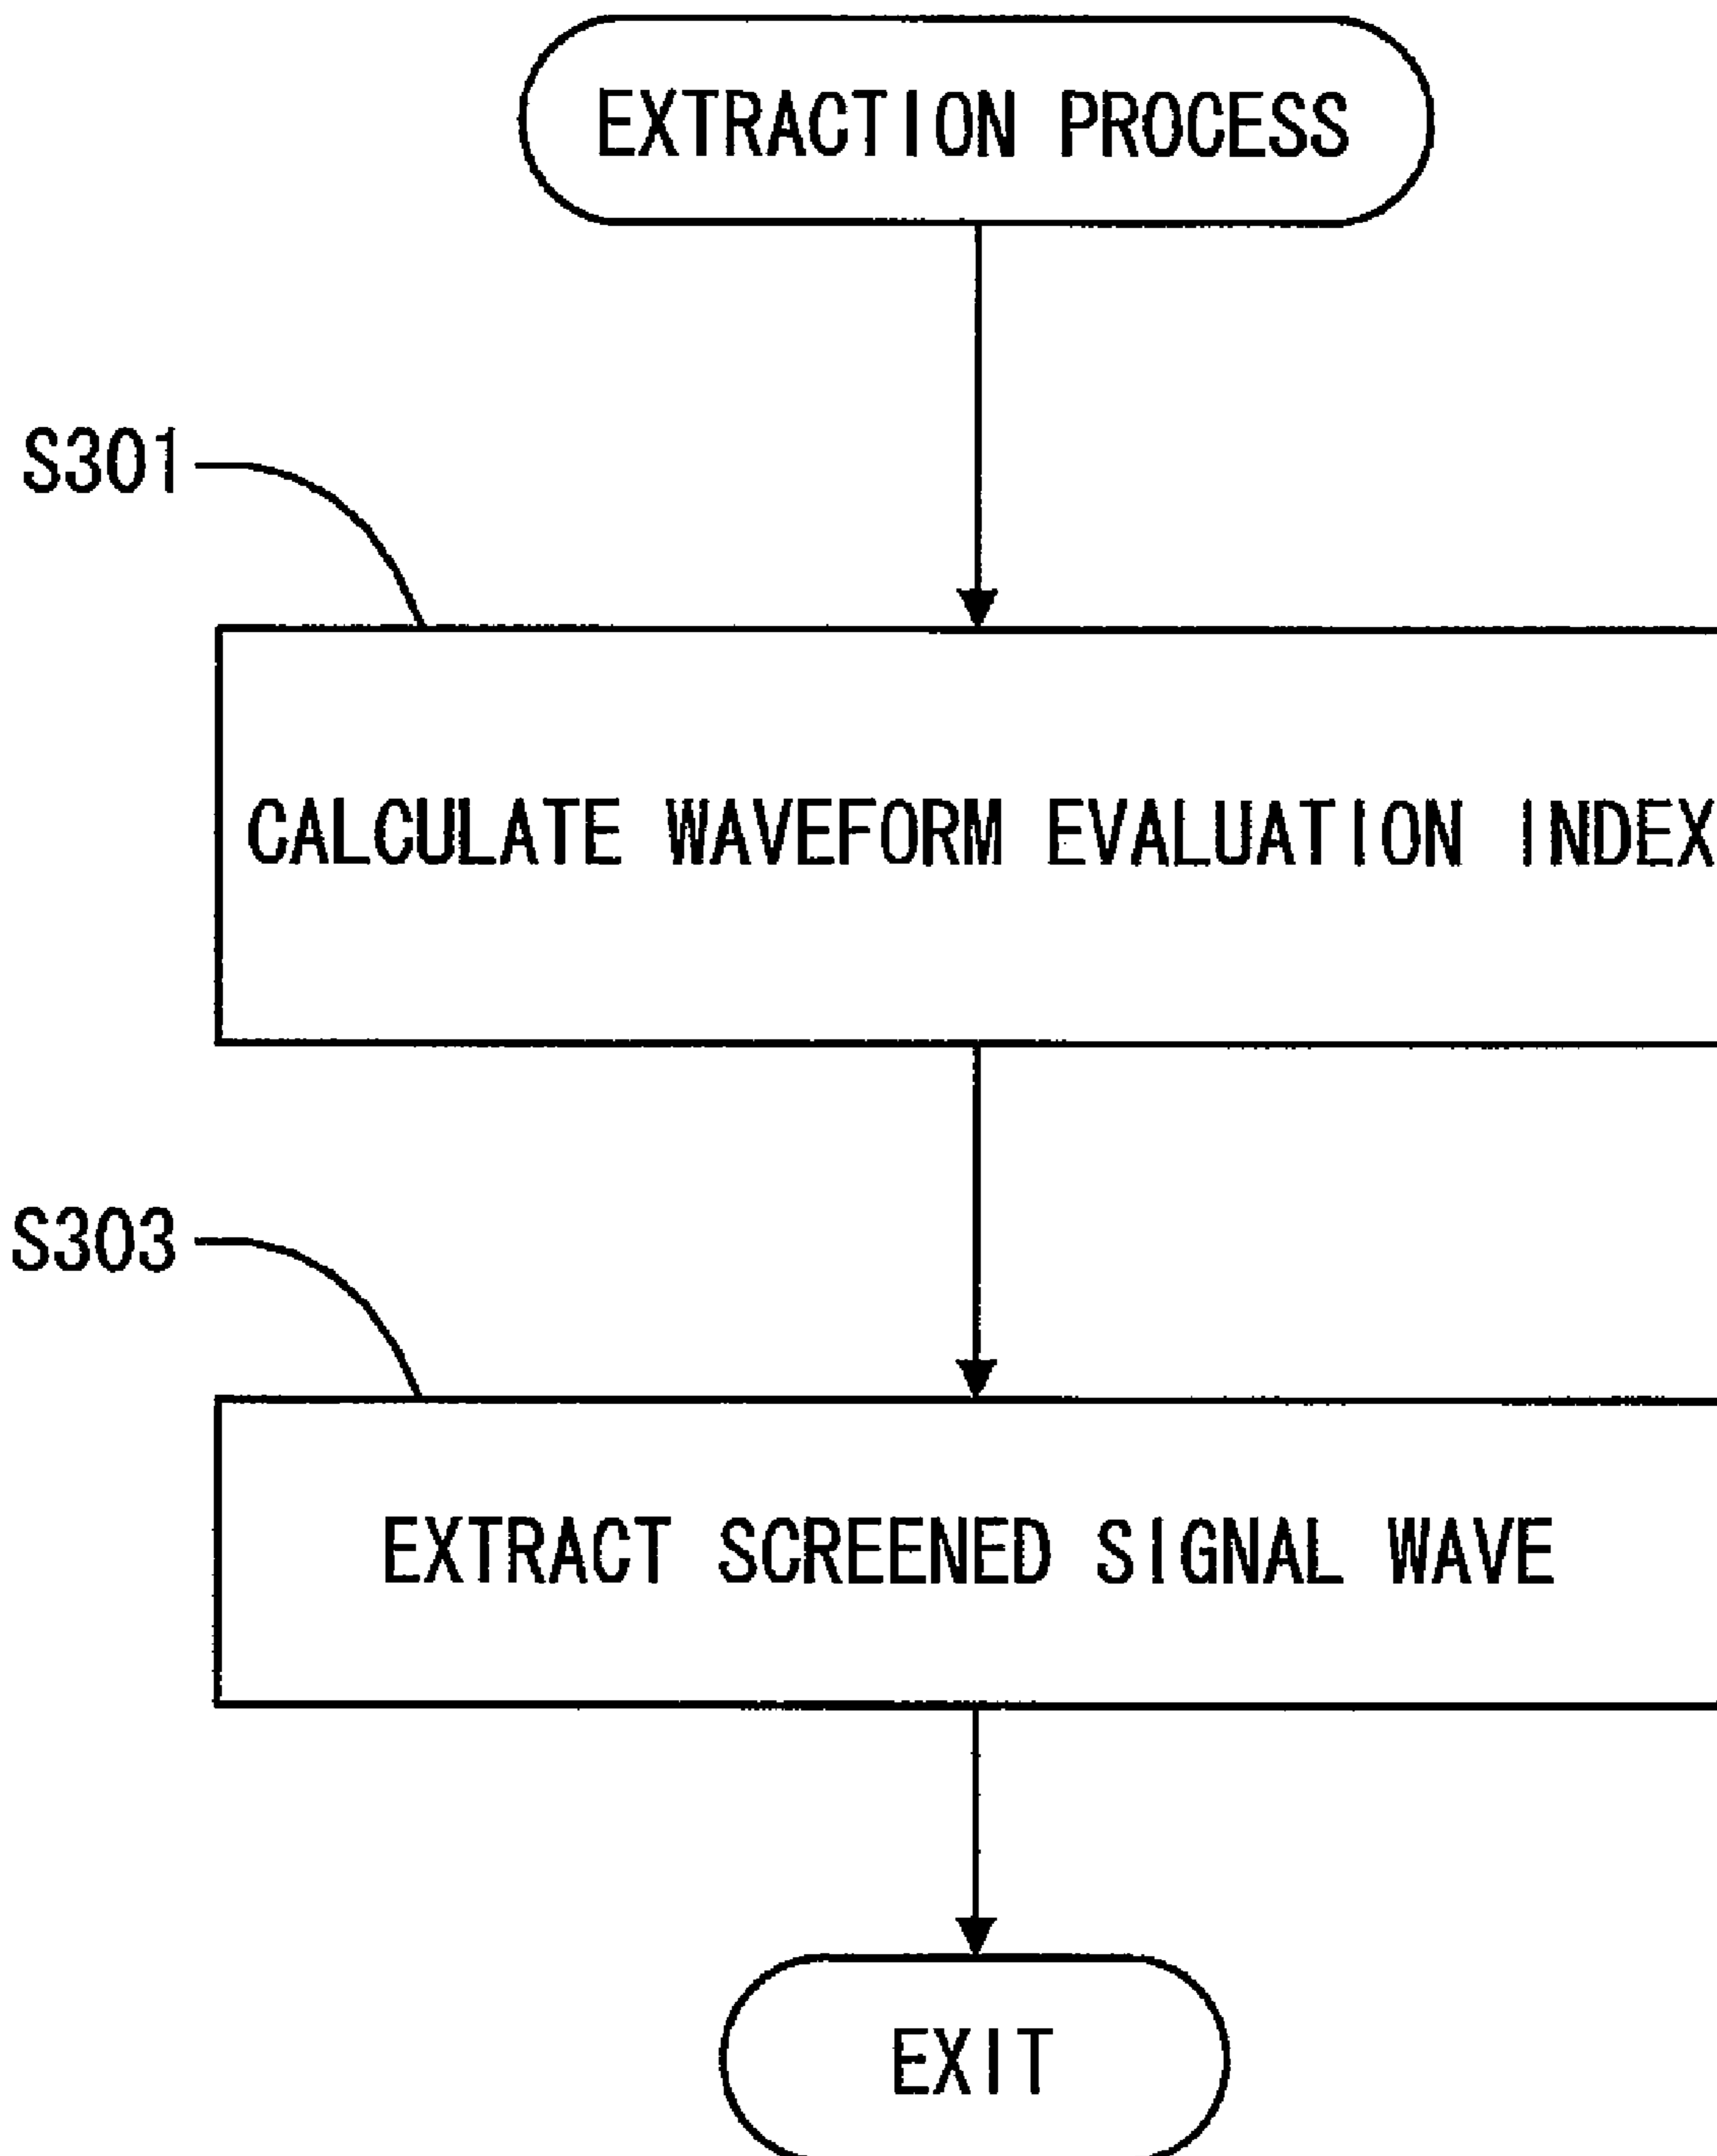 EXTRACTION PROCESS
S301
CALCULATE WAVEFORM EVALUATION INDEX
S303
EXTRACT SCREENED SIGNAL WAVE
EXIT